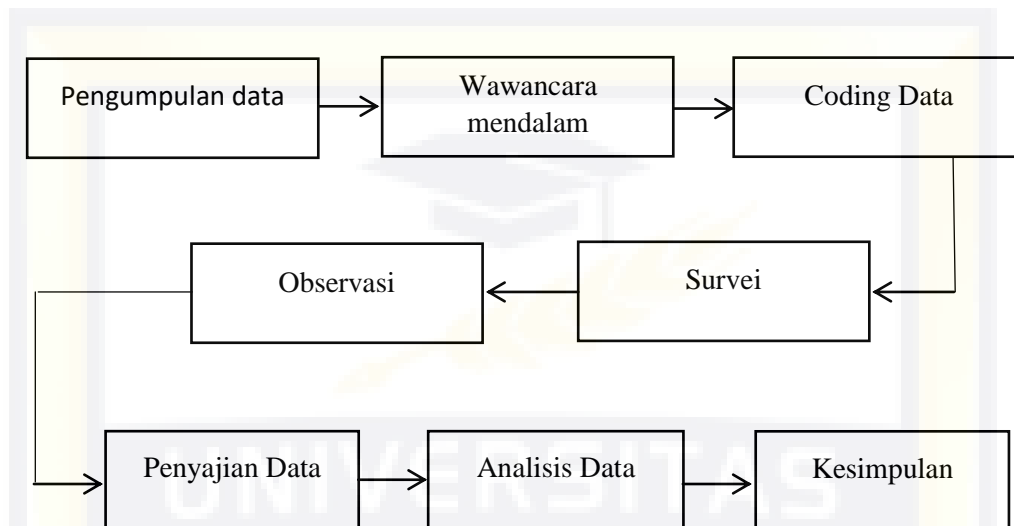 Pengumpulan data
Wawancara
mendalam
Coding Data
Observasi
Survei
Penyajian Data
Analisis Data
Kesimpulan
UNIVERSITAS